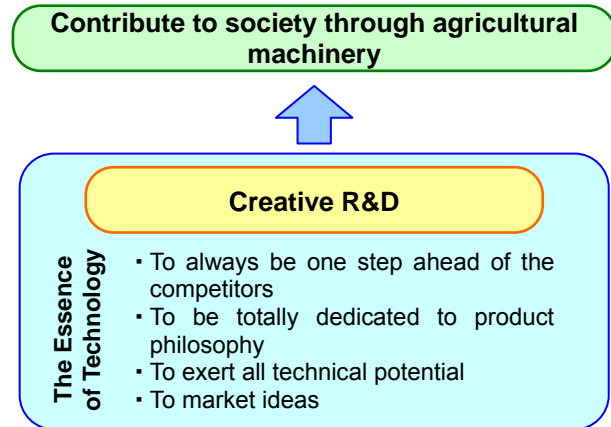 Contribute to society through agricultural
machinery
Creative R&D
The Essence
of Technology
・To always be one step ahead of the
competitors
・To be totally dedicated to product
philosophy
・To exert all technical potential
・To market ideas